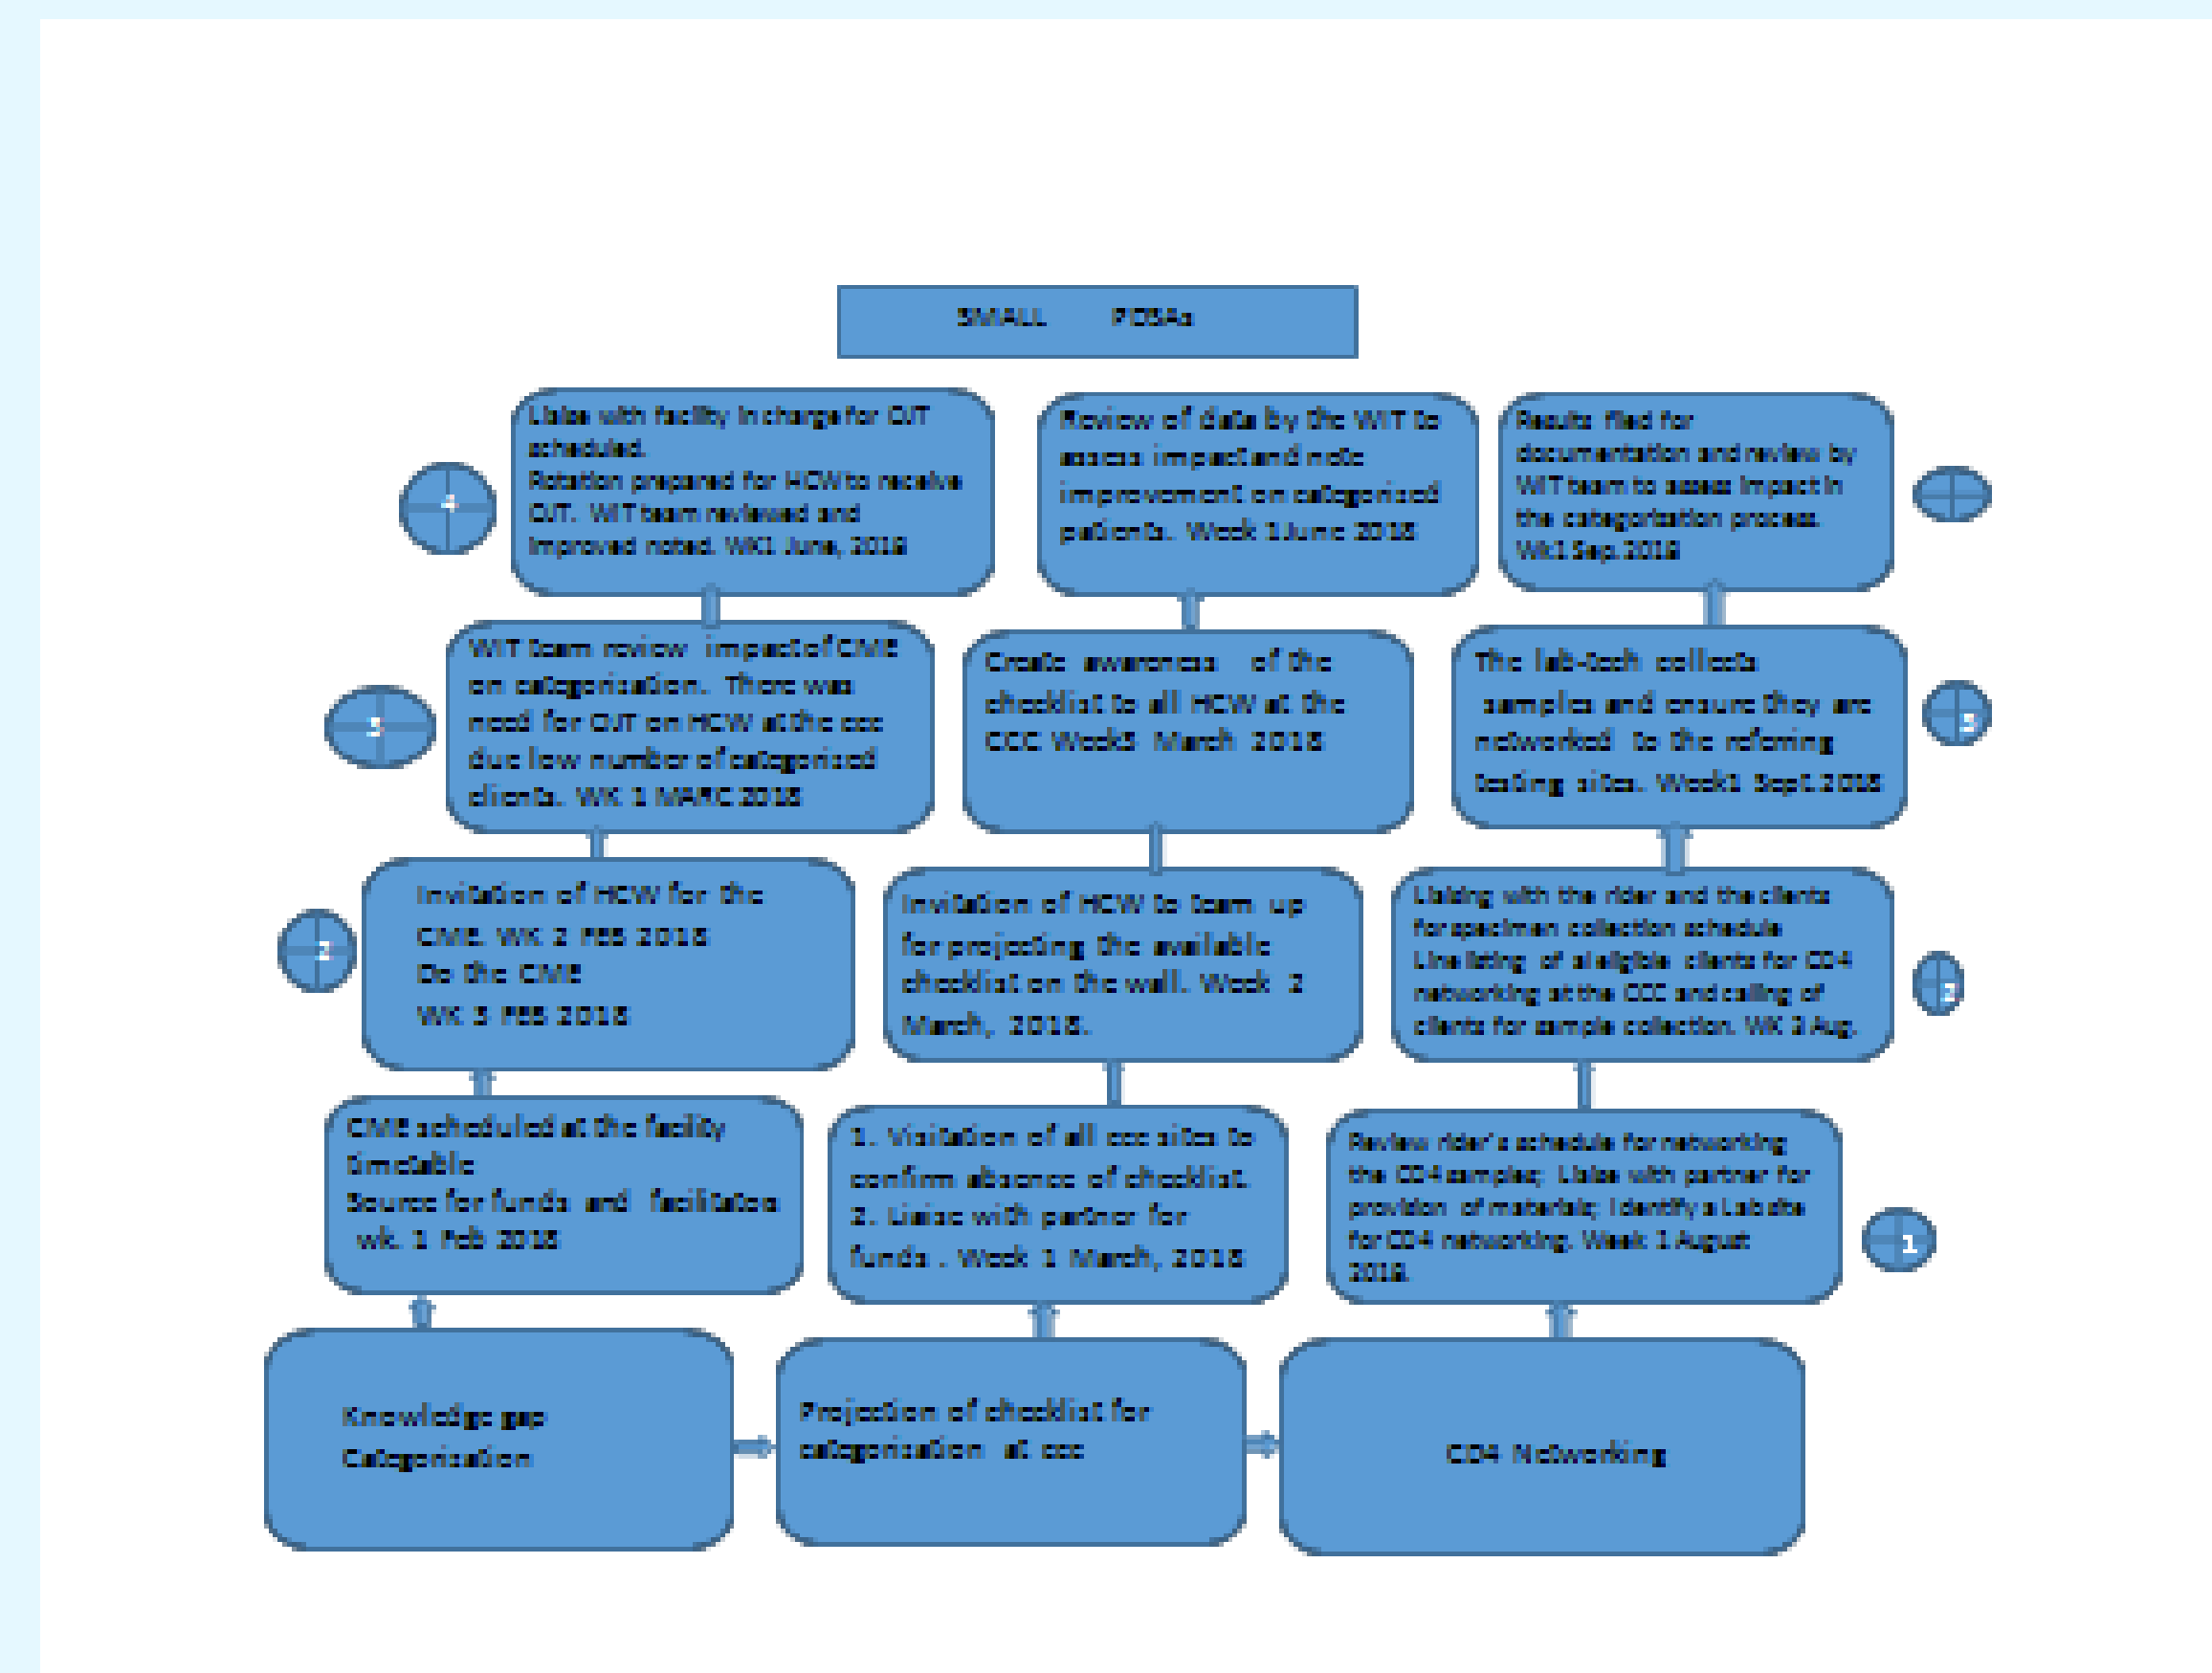 SMALL PDSAs
Liaise with facility in charge for OJT
scheduled.
Rotation prepared for HCW to receive
OJT. WIT team reviewed and
improved noted. WK1 June, 2018
4
Review of data by the WIT to
assess impact and note
improvement on categorized
patients. Week 1 June 2018
Results filed for
documentation and review by
WIT team to assess impact in
the categorization process.
Wk1 Sep. 2018
WIT team review impact of CME
on categorization. There was
need for OJT on HCW at the ccc
due low number of categorized
clients. WK 1 MARC 2018
3
Create awareness of the
checklist to all HCW at the
CCC Week3 March 2018
The lab-tech collects
samples and ensure they are
networked to the referring
testing sites. Week1 Sept.2018
3
Invitation of HCW for the
CME. WK 2 FEB 2018
Do the CME
WK 3 FEB 2018
2
Invitation of HCW to team up
for projecting the available
checklist on the wall. Week 2
March, 2018.
Liaising with the rider and the clients
for specimen collection schedule
Line listing of al eligible clients for CD4
networking at the CCC and calling of
clients for sample collection. WK Aug.
2
CME scheduled at the facility
timetable
Source for funds and facilitators
wk. 1 Feb 2018
1. Visitation of all ccc sites to
confirm absence of checklist.
2. Liaise with partner for
funds . Week 1 March, 2018
Review rider's schedule for networking
the CD4 samples; Liaise with partner for
provision of materials; Identify a Lab site
for CD4 networking. Week 1 August
2018.
1
Knowledge gap
Categorisation
Projection of checklist for
categorization at ccc
CD4 Networking